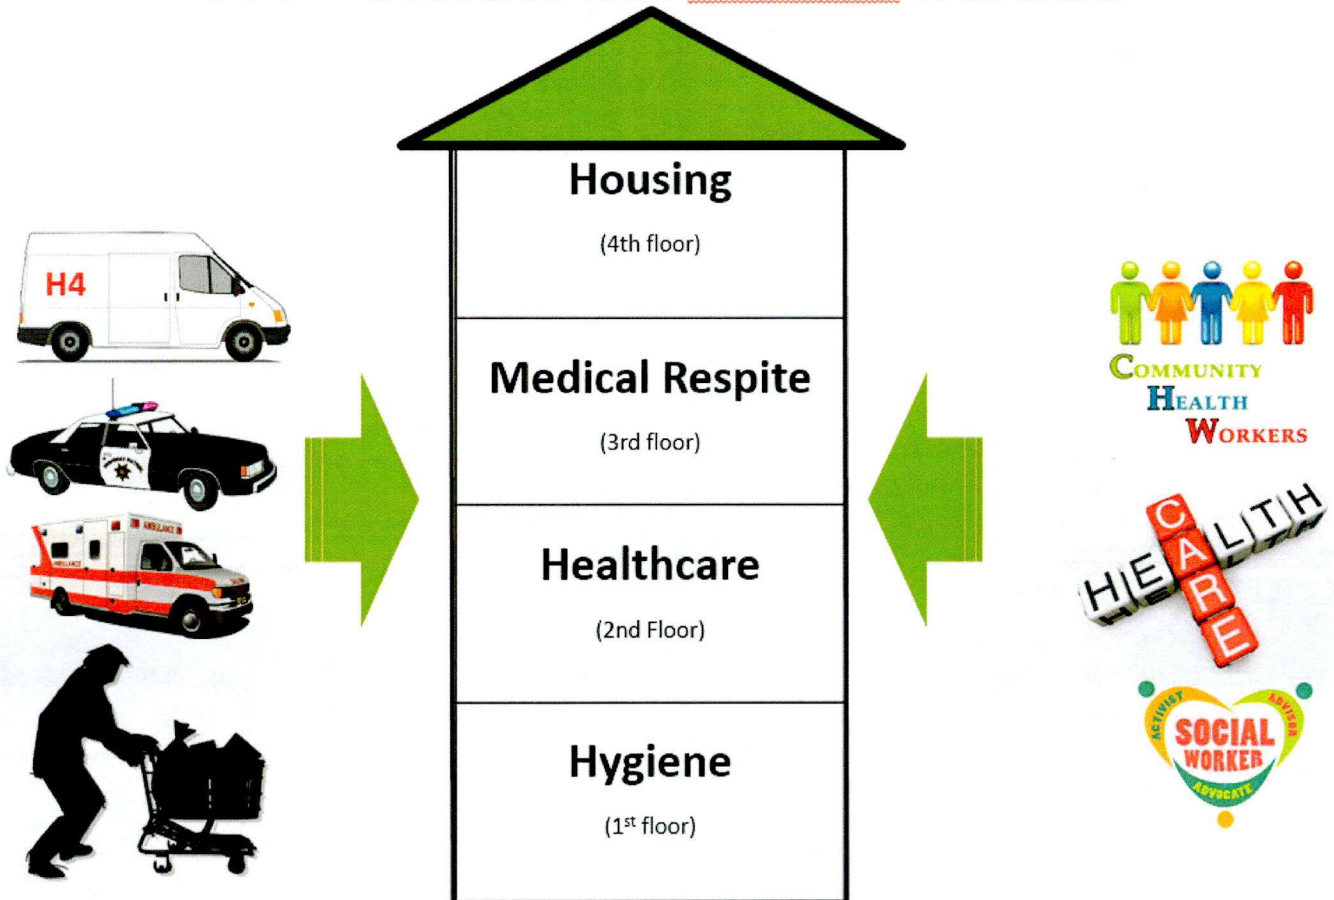 Housing
(4th floor)
H4
Medical Respite
(3rd floor)
COMMUNITY
HEALTH
WORKERS
AMBULANCE
AMBULANCE
Healthcare
(2nd Floor)
HEALTH
CARE
Hygiene
(1st floor)
ACTIVIST
ADVISOR
SOCIAL
WORKER
ADVOCATE